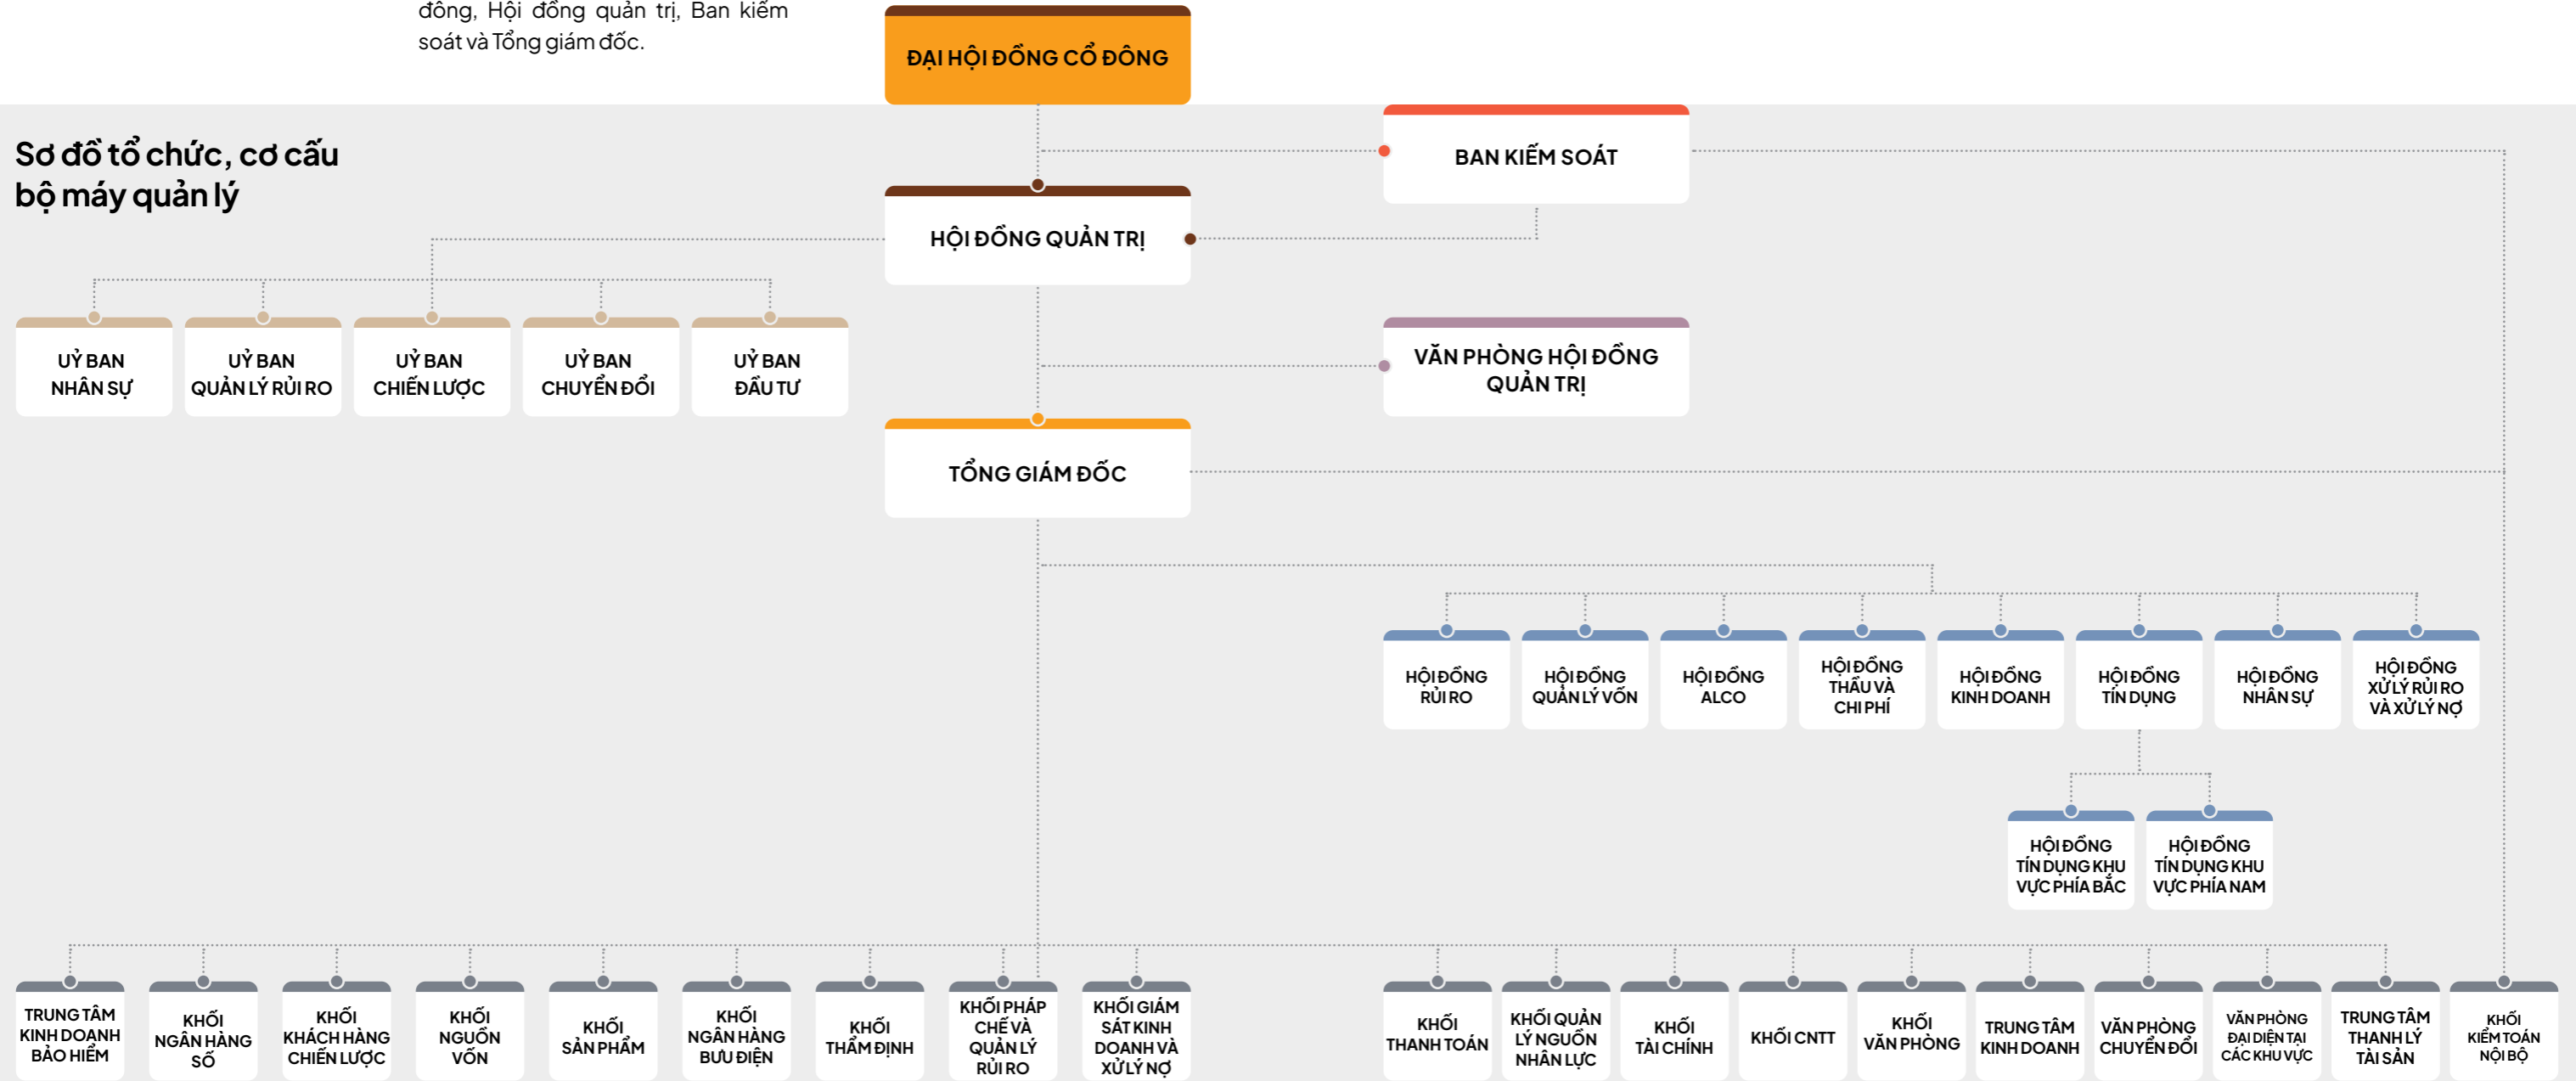 đông, Hội đồng quản trị, Ban kiểm
soát và Tổng giám đốc.
ĐẠI HỘI ĐỒNG CỔ ĐÔNG
Sơ đồ tổ chức, cơ cấu
bộ máy quản lý
BAN KIỂM SOÁT
HỘI ĐỒNG QUẢN TRỊ
UỶ BAN
NHÂN SỰ
UỶ BAN
QUẢN LÝ RỦI RO
UỶ BAN
CHIẾN LƯỢC
UỶ BAN
CHUYỂN ĐỔI
UỶ BAN
ĐẦU TƯ
VĂN PHÒNG HỘI ĐỒNG
QUẢN TRỊ
TỔNG GIÁM ĐỐC
HỘI ĐỒNG
RỦI RO
HỘI ĐỒNG
QUẢN LÝ VỐN
HỘI ĐỒNG
ALCO
HỘI ĐỒNG
THẦU VÀ
CHI PHÍ
HỘI ĐỒNG
KINH DOANH
HỘI ĐỒNG
TÍN DỤNG
HỘI ĐỒNG
NHÂN SỰ
HỘI ĐỒNG
XỬ LÝ RỦI RO
VÀ XỬ LÝ NỢ
HỘI ĐỒNG
TÍN DỤNG KHU
VỰC PHÍA BẮC
HỘI ĐỒNG
TÍN DỤNG KHU
VỰC PHÍA NAM
TRUNG TÂM
KINH DOANH
BẢO HIỂM
KHỐI
NGÂN HÀNG
SỐ
KHỐI
KHÁCH HÀNG
CHIẾN LƯỢC
KHỐI
NGUỒN
VỐN
KHỐI
SẢN PHẨM
KHỐI
NGÂN HÀNG
BƯU ĐIỆN
KHỐI
THẨM ĐỊNH
KHỐI PHÁP
CHẾ VÀ
QUẢN LÝ
RỦI RO
KHỐI GIÁM
SÁT KINH
DOANH VÀ
XỬ LÝ NỢ
KHỐI
THANH TOÁN
KHỐI QUẢN
LÝ NGUỒN
NHÂN LỰC
KHỐI
TÀI CHÍNH
KHỐI CNTT
KHỐI
VĂN PHÒNG
TRUNG TÂM
KINH DOANH
VĂN PHÒNG
CHUYỂN ĐỔI
VĂN PHÒNG
ĐẠI DIỆN TẠI
CÁC KHU VỰC
TRUNG TÂM
THANH LÝ
TÀI SẢN
KHỐI
KIỂM TOÁN
NỘI BỘ